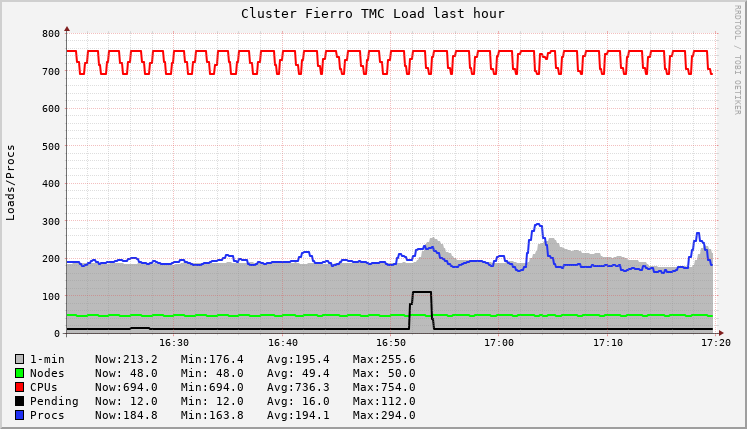 Cluster Fierro TMC Load last hour
RRDTOOL / TOBI OETIKER
Loads/Procs
800
700
600
500
400
300
200
100
0
16:30 16:40 16:50 17:00 17:10 17:20
1-min Now:213.2 Min:176.4 Avg:195.4 Max:255.6
Nodes Now: 48.0 Min: 48.0 Avg: 49.4 Max: 50.0
CPUs Now:694.0 Min:694.0 Avg:736.3 Max:754.0
Pending Now: 12.0 Min: 12.0 Avg: 16.0 Max:112.0
Procs Now:184.8 Min:163.8 Avg:194.1 Max:294.0